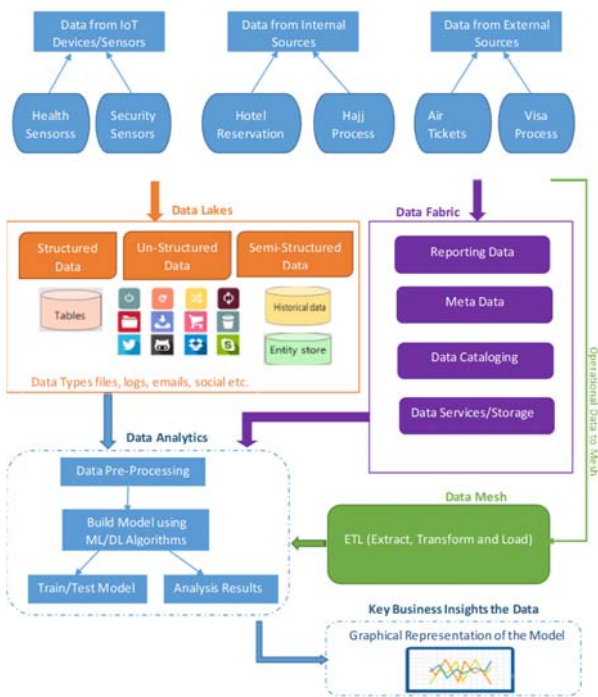 Data from IoT
Devices/Sensors
Data from Internal
Sources
Data from External
Sources
Health
Sensorss
Security
Sensors
Hotel
Reservation
Hajj
Process
Air
Tickets
Visa
Process
Data Lakes
Data Fabric
Structured
Data
Un-Structured
Data
Semi-Structured
Data
Tables
Historical data
Entity store
Data Types files, logs, emails, social etc.
Reporting Data
Meta Data
Data Cataloging
Data Services/Storage
Operational Data to Mesh
Data Analytics
Data Pre-Processing
Build Model using
ML/DL Algorithms
Train/Test Model
Analysis Results
Data Mesh
ETL (Extract, Transform and Load)
Key Business Insights the Data
Graphical Representation of the Model